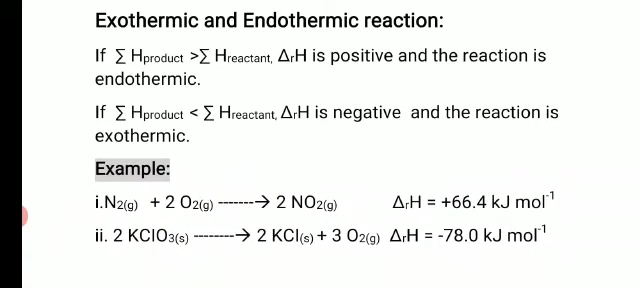 Exothermic and Endothermic reaction:
If ∑ Hproduct >∑ Hreactant, ΔrH is positive and the reaction is
endothermic.
If ∑ Hproduct < ∑ Hreactant, ΔrH is negative and the reaction is
exothermic.
Example:
i.N2(g) + 2 O2(g) -------→ 2 NO2(g) ΔrH = +66.4 kJ mol⁻¹
ii. 2 KClO3(s) --------→ 2 KCl(s) + 3 O2(g) ΔrH = -78.0 kJ mol⁻¹